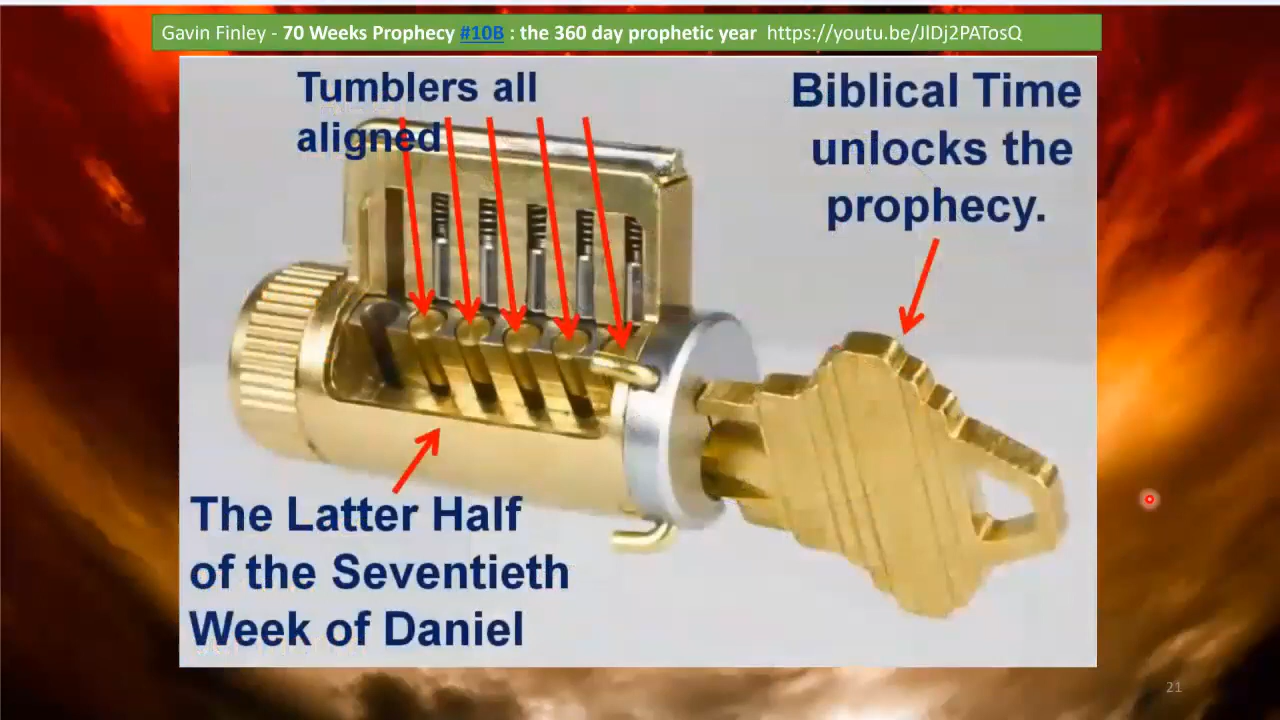 Gavin Finley - 70 Weeks Prophecy #10B : the 360 day prophetic year https://youtu.be/JIDj2PATosQ
Tumblers all
aligned
Biblical Time
unlocks the
prophecy.
The Latter Half
of the Seventieth
Week of Daniel
21